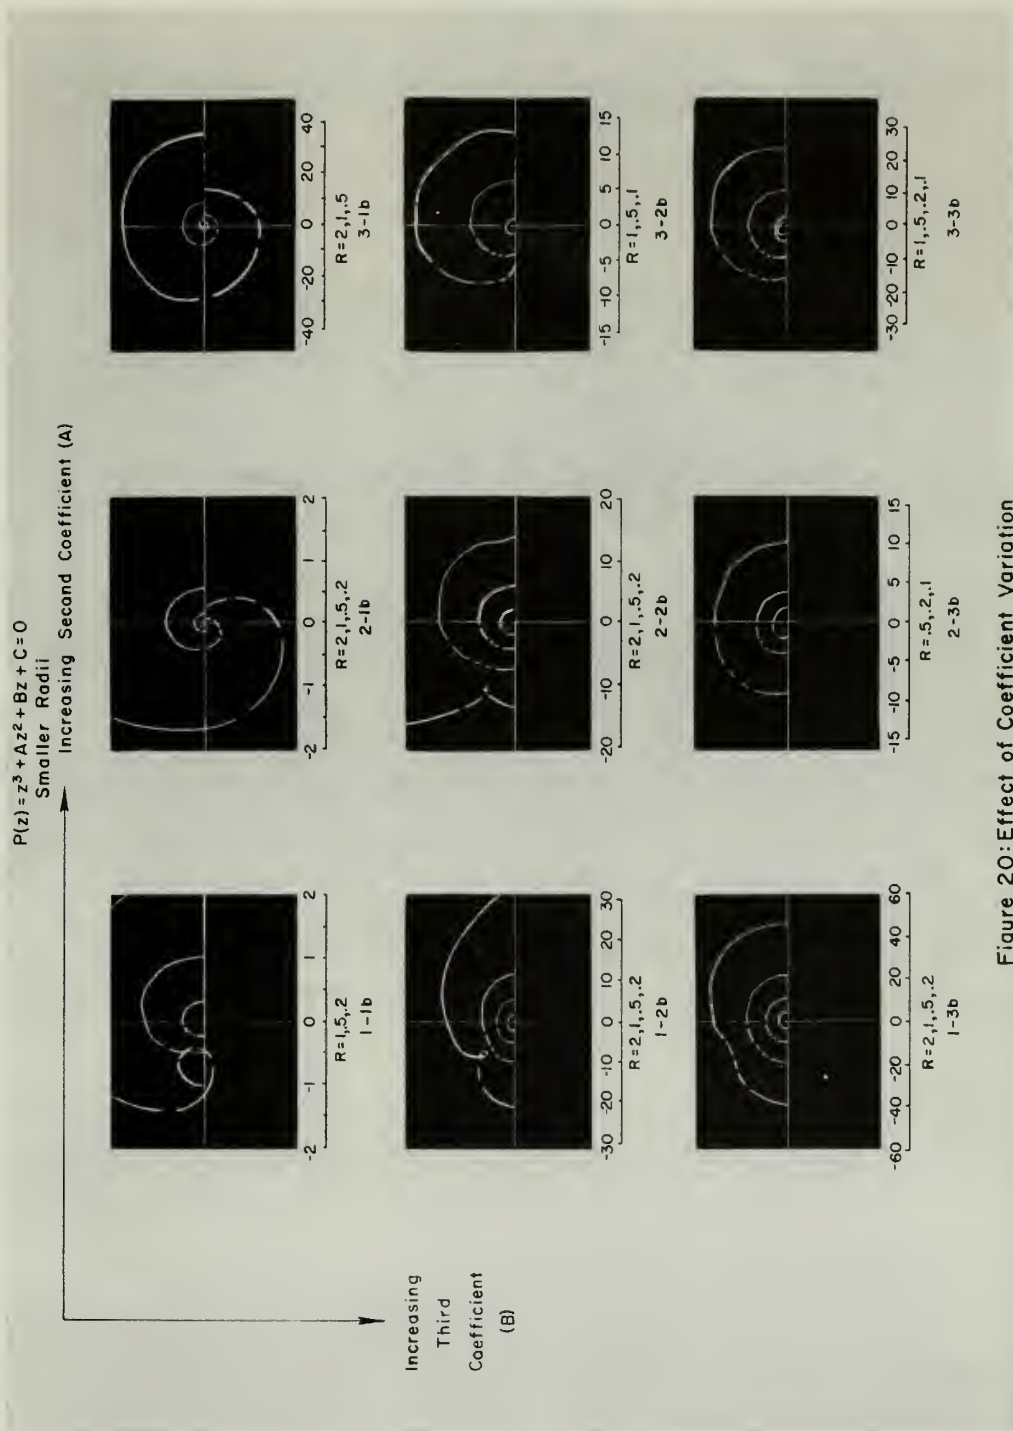 P(z) = z³ + Az² + Bz + C = 0
Smaller Radii
Increasing Second Coefficient (A)
-2 -1 0 1 2
R = 1,.5,.2
1-1b
-2 -1 0 1 2
R = 2,1,.5,.2
2-1b
-40 -20 0 20 40
R = 2,1,.5
3-1b
Increasing
Third
Coefficient
(B)
-30 -20 -10 0 10 20 30
R = 2,1,.5,.2
1-2b
-20 -10 0 10 20
R = 2,1,.5,.2
2-2b
-15 -10 -5 0 5 10 15
R = 1,.5,.1
3-2b
-60 -40 -20 0 20 40 60
R = 2,1,.5,.2
1-3b
-15 -10 -5 0 5 10 15
R = .5,.2,.1
2-3b
-30 -20 -10 0 10 20 30
R = 1,.5,.2,.1
3-3b
Figure 20: Effect of Coefficient Variation